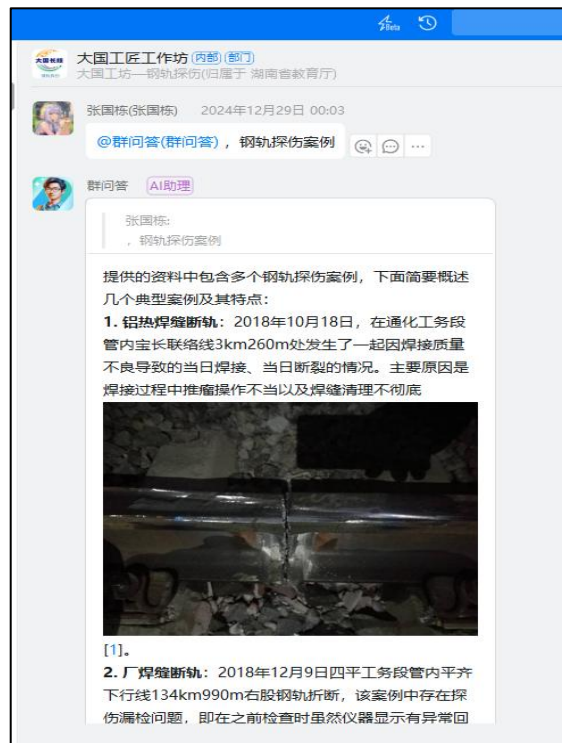 Beta
大国工匠工作坊 内部 部门
大国工坊—钢轨探伤(归属于 湖南省教育厅)
张国栋(张国栋) 2024年12月29日 00:03
@群问答(群问答) ，钢轨探伤案例
群问答 AI助理
张国栋:
，钢轨探伤案例
提供的资料中包含多个钢轨探伤案例，下面简要概述
几个典型案例及其特点：
1. 铝热焊缝断轨：2018年10月18日，在通化工务段
管内宝长联络线3km260m处发生了一起因焊接质量
不良导致的当日焊接、当日断裂的情况。主要原因是
焊接过程中推瘤操作不当以及焊缝清理不彻底
[1]。
2. 厂焊缝断轨：2018年12月9日四平工务段管内平齐
下行线134km990m右股钢轨折断，该案例中存在探
伤漏检问题，即在之前检查时虽然仪器显示有异常回